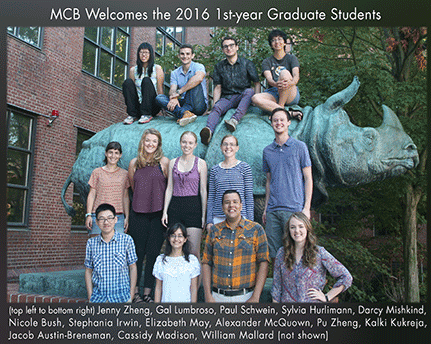 MCB Welcomes the 2016 1st-year Graduate Students
(top left to bottom right) Jenny Zheng, Gal Lumbroso, Paul Schwein, Sylvia Hurlimann, Darcy Mishkind,
Nicole Bush, Stephania Irwin, Elizabeth May, Alexander McQuown, Pu Zheng, Kalki Kukreja,
Jacob Austin-Breneman, Cassidy Madison, William Mallard (not shown)